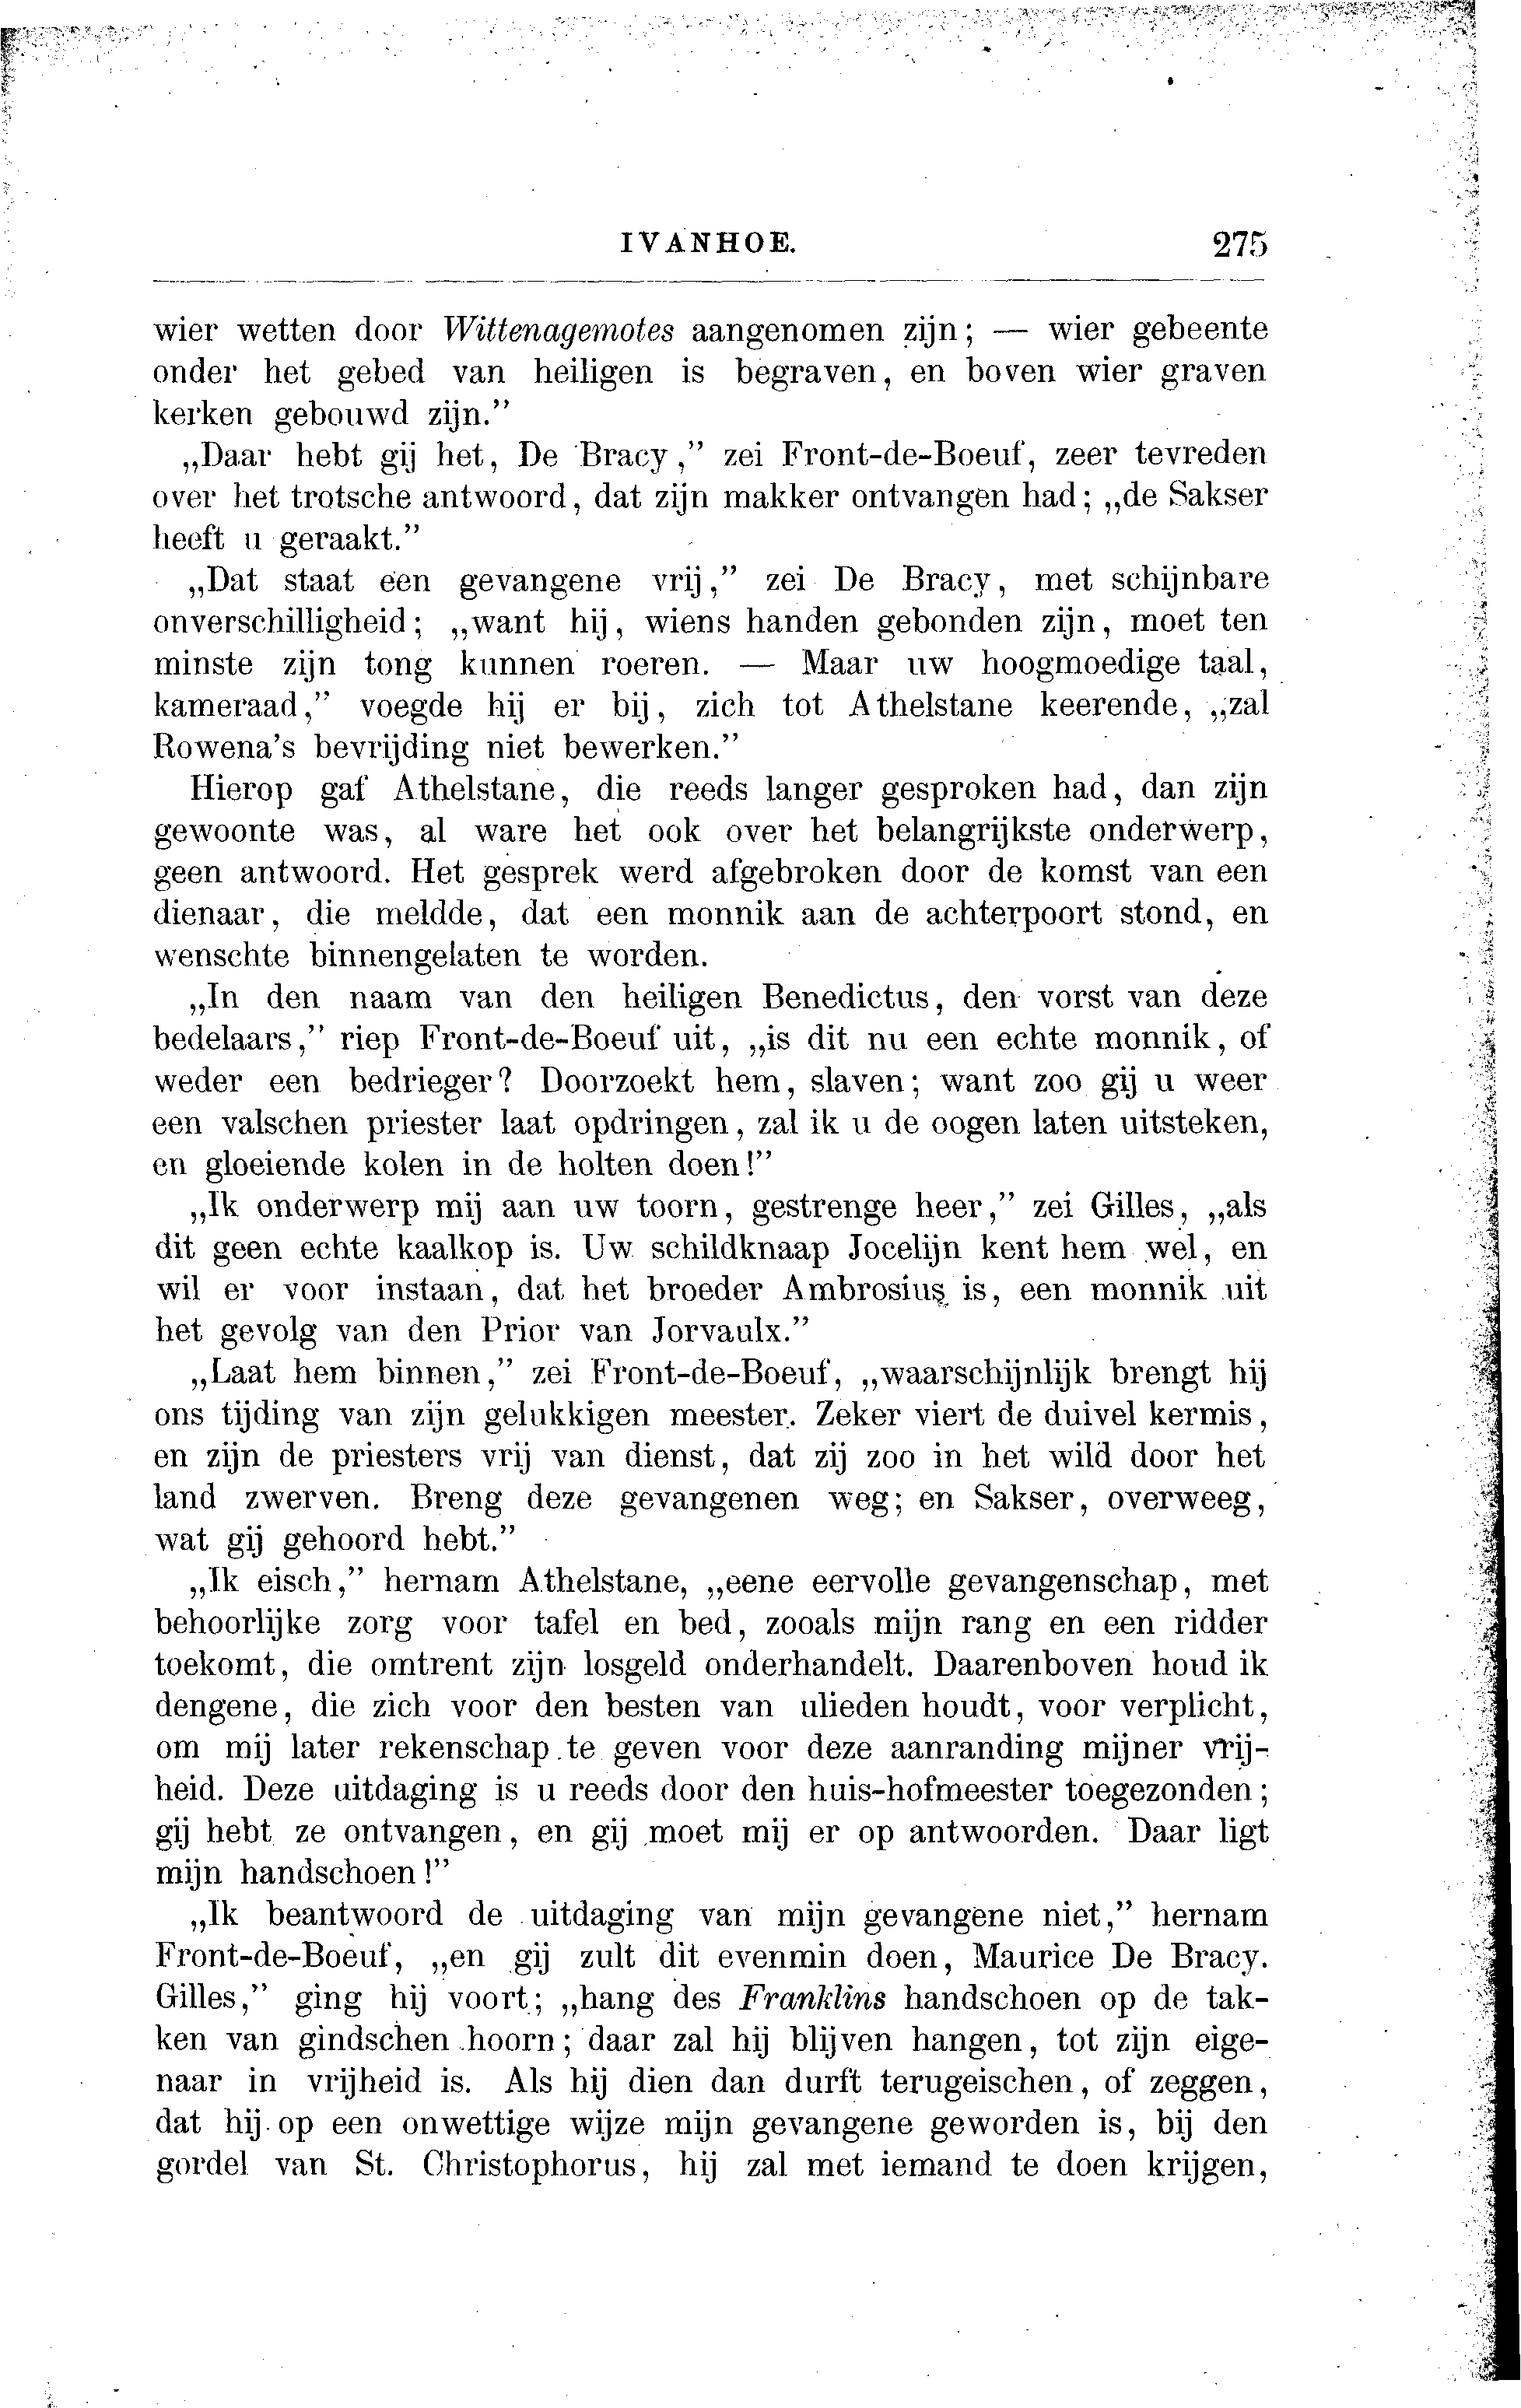 IVANHOE. 275
wier wetten door Wittenagemotes aangenomen zijn; — wier gebeente
onder het gebed van heiligen is begraven, en boven wier graven
kerken gebouwd zijn.”
„Daar hebt gij het, De Bracy,” zei Front-de-Boeuf, zeer tevreden
over het trotsche antwoord, dat zijn makker ontvangen had; „de Sakser
heeft u geraakt.”
„Dat staat een gevangene vrij,” zei De Bracy, met schijnbare
onverschilligheid; „want hij, wiens handen gebonden zijn, moet ten
minste zijn tong kunnen roeren. — Maar uw hoogmoedige taal,
kameraad,” voegde hij er bij, zich tot Athelstane keerende, „zal
Rowena's bevrijding niet bewerken.”
Hierop gaf Athelstane, die reeds langer gesproken had, dan zijn
gewoonte was, al ware het ook over het belangrijkste onderwerp,
geen antwoord. Het gesprek werd afgebroken door de komst van een
dienaar, die meldde, dat een monnik aan de achterpoort stond, en
wenschte binnengelaten te worden.
„In den naam van den heiligen Benedictus, den vorst van deze
bedelaars,” riep Front-de-Boeuf uit, „is dit nu een echte monnik, of
weder een bedrieger? Doorzoekt hem, slaven; want zoo gij u weer
een valschen priester laat opdringen, zal ik u de oogen laten uitsteken,
en gloeiende kolen in de holten doen!”
„Ik onderwerp mij aan uw toorn, gestrenge heer,” zei Gilles, „als
dit geen echte kaalkop is. Uw schildknaap Jocelijn kent hem wel, en
wil er voor instaan, dat het broeder Ambrosius is, een monnik uit
het gevolg van den Prior van Jorvaulx.”
„Laat hem binnen,” zei Front-de-Boeuf, „waarschijnlijk brengt hij
ons tijding van zijn gelukkigen meester. Zeker viert de duivel kermis,
en zijn de priesters vrij van dienst, dat zij zoo in het wild door het
land zwerven. Breng deze gevangenen weg; en Sakser, overweeg,
wat gij gehoord hebt.”
„Ik eisch,” hernam Athelstane, „eene eervolle gevangenschap, met
behoorlijke zorg voor tafel en bed, zooals mijn rang en een ridder
toekomt, die omtrent zijn losgeld onderhandelt. Daarenboven houd ik
dengene, die zich voor den besten van ulieden houdt, voor verplicht,
om mij later rekenschap te geven voor deze aanranding mijner vrij-
heid. Deze uitdaging is u reeds door den huis-hofmeester toegezonden;
gij hebt ze ontvangen, en gij moet mij er op antwoorden. Daar ligt
mijn handschoen!”
„Ik beantwoord de uitdaging van mijn gevangene niet,” hernam
Front-de-Boeuf, „en gij zult dit evenmin doen, Maurice De Bracy.
Gilles,” ging hij voort; „hang des Franklins handschoen op de tak-
ken van gindschen hoorn; daar zal hij blijven hangen, tot zijn eige-
naar in vrijheid is. Als hij dien dan durft terugeischen, of zeggen,
dat hij op een onwettige wijze mijn gevangene geworden is, bij den
gordel van St. Christophorus, hij zal met iemand te doen krijgen,